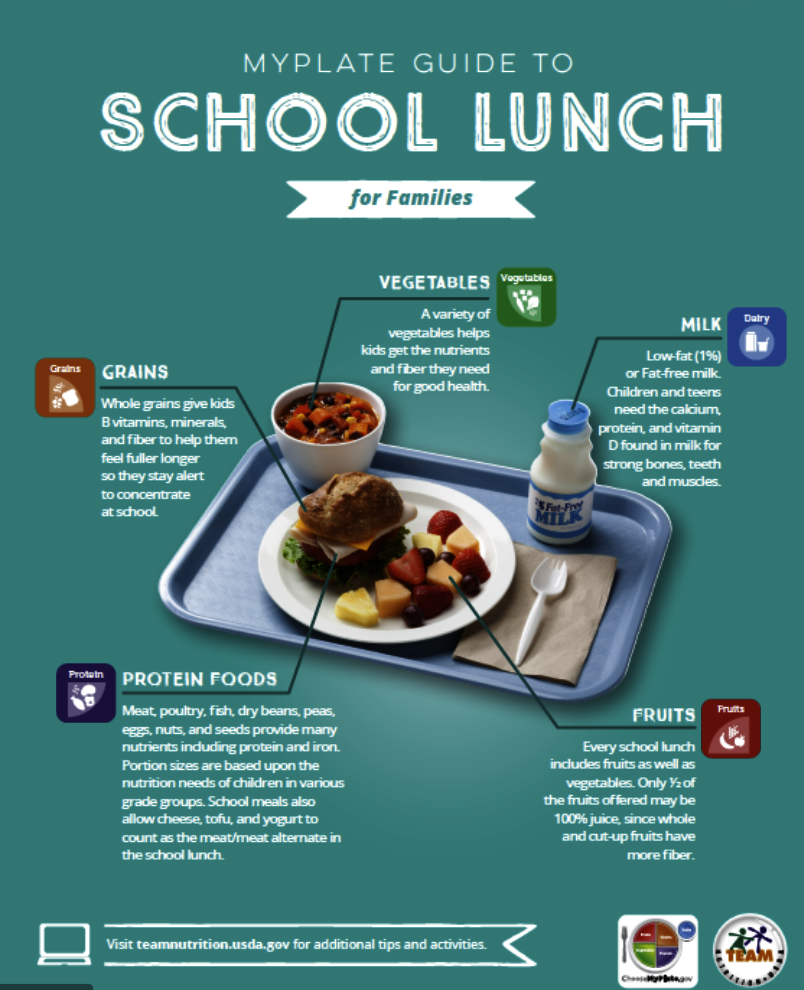 MYPLATE GUIDE TO
SCHOOL LUNCH
for Families
VEGETABLES
Vegetables
A variety of
vegetables helps
kids get the nutrients
and fiber they need
for good health.
MILK
Dairy
Low-fat (1%)
or Fat-free milk.
Children and teens
need the calcium,
protein, and vitamin
D found in milk for
strong bones, teeth
and muscles.
Grains
GRAINS
Whole grains give kids
B vitamins, minerals,
and fiber to help them
feel fuller longer
so they stay alert
to concentrate
at school.
Fat-Free
MILK
Protein
PROTEIN FOODS
Meat, poultry, fish, dry beans, peas,
eggs, nuts, and seeds provide many
nutrients including protein and iron.
Portion sizes are based upon the
nutrition needs of children in various
grade groups. School meals also
allow cheese, tofu, and yogurt to
count as the meat/meat alternate in
the school lunch.
FRUITS
Fruits
Every school lunch
includes fruits as well as
vegetables. Only ½ of
the fruits offered may be
100% juice, since whole
and cut-up fruits have
more fiber.
Visit teamnutrition.usda.gov for additional tips and activities.
ChooseMyPlate.gov
TEAM